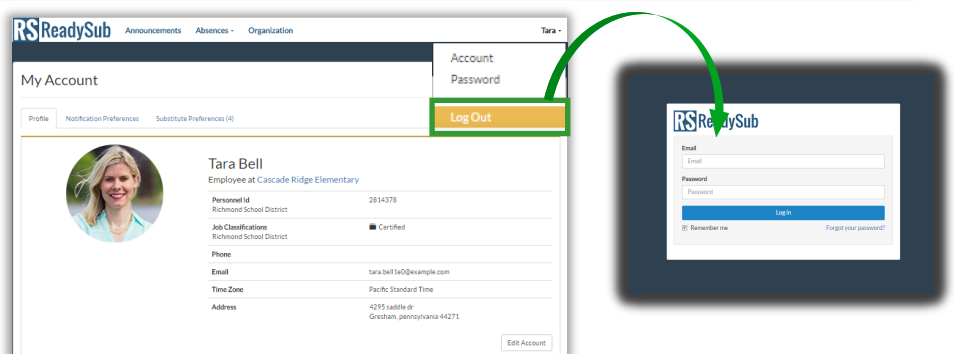 RS ReadySub Announcements Absences Organization Tara
Account
Password
Log Out
My Account
Profile Notification Preferences Substitute Preferences (4)
Tara Bell
Employee at Cascade Ridge Elementary
Personnel Id 2814378
Richmond School District
Job Classifications Certified
Richmond School District
Phone
Email tara.bell1e0@example.com
Time Zone Pacific Standard Time
Address 4295 saddle dr
Gresham, pennsylvania 44271
Edit Account
RS ReadySub
Email
Email
Password
Password
Log in
Remember me Forgot your password?